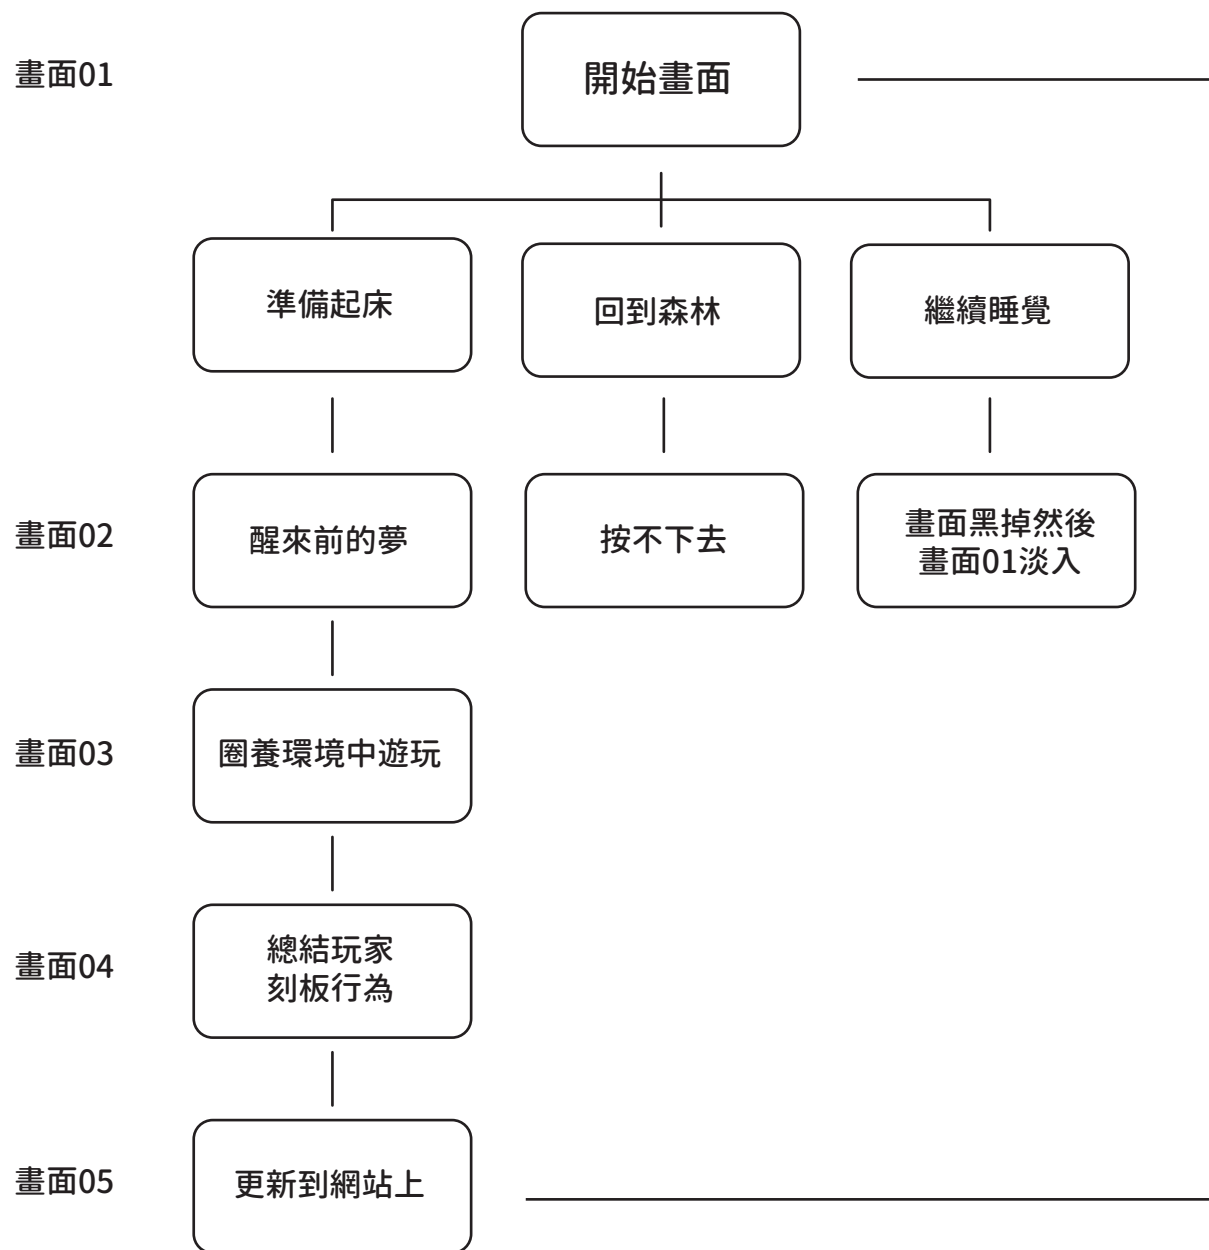 畫面01
開始畫面
準備起床
回到森林
繼續睡覺
畫面02
醒來前的夢
按不下去
畫面黑掉然後
畫面01淡入
畫面03
圈養環境中遊玩
畫面04
總結玩家
刻板行為
畫面05
更新到網站上